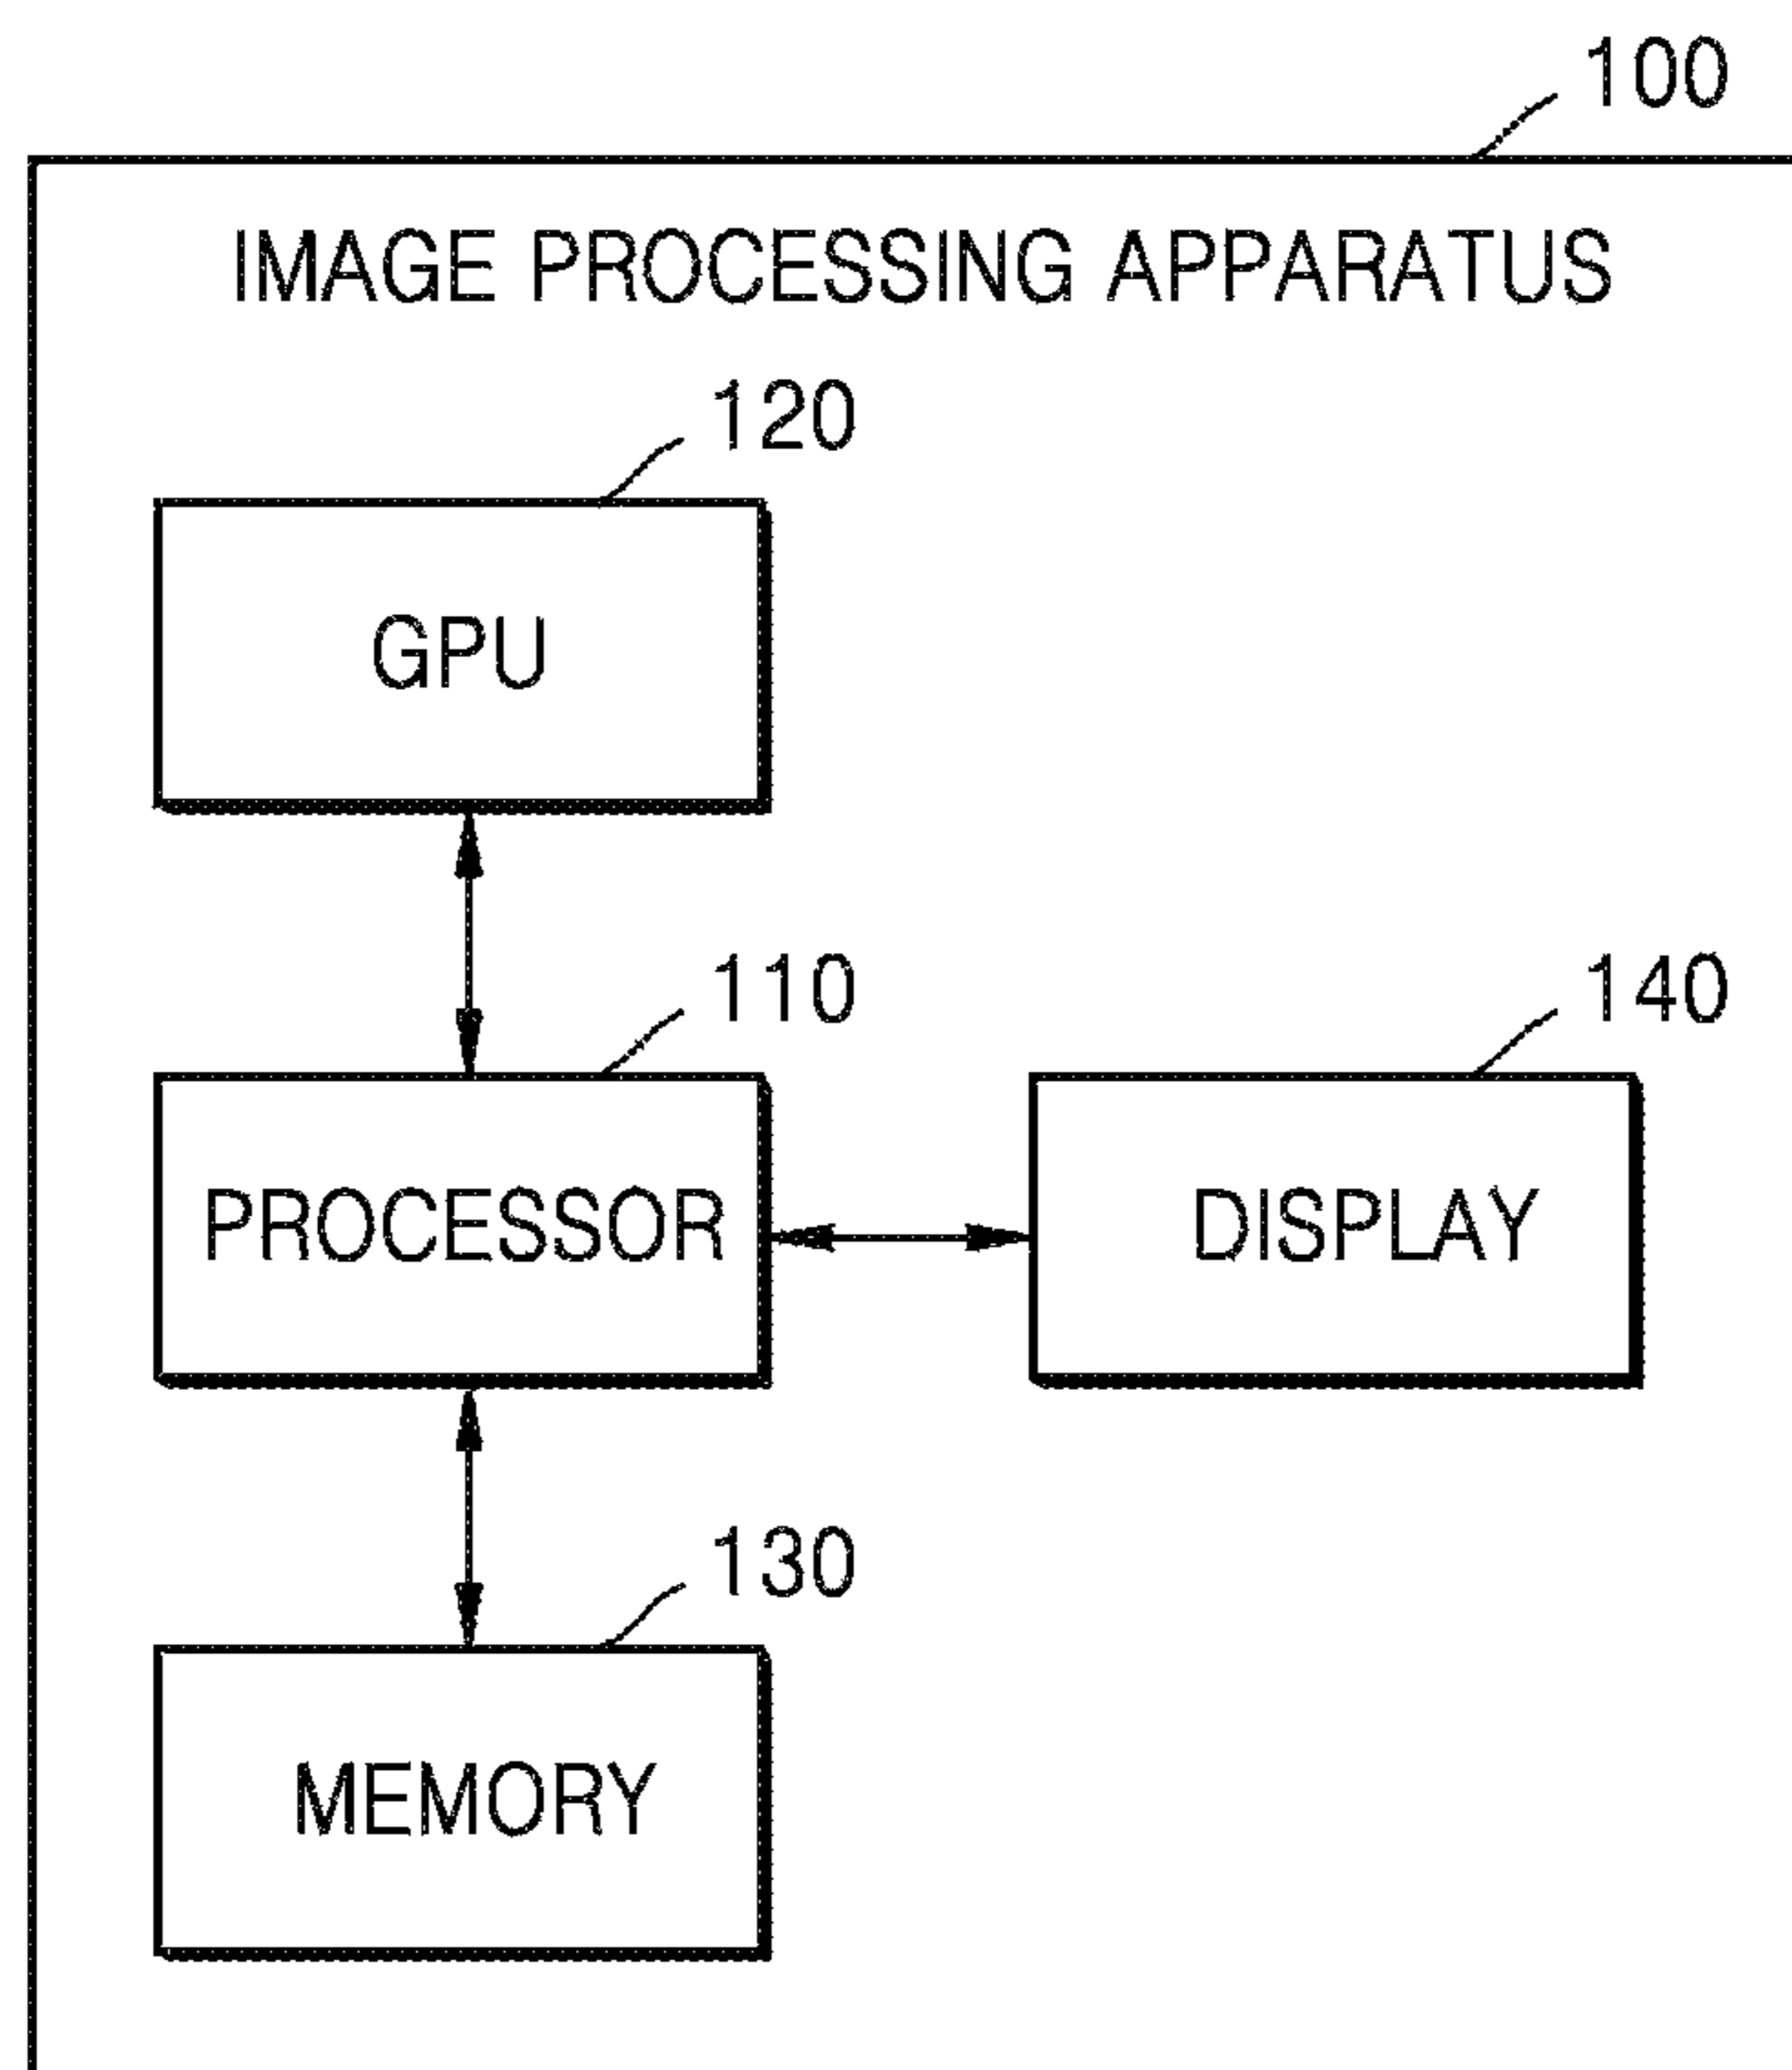 100
IMAGE PROCESSING APPARATUS
120
GPU
110
140
PROCESSOR
DISPLAY
130
MEMORY